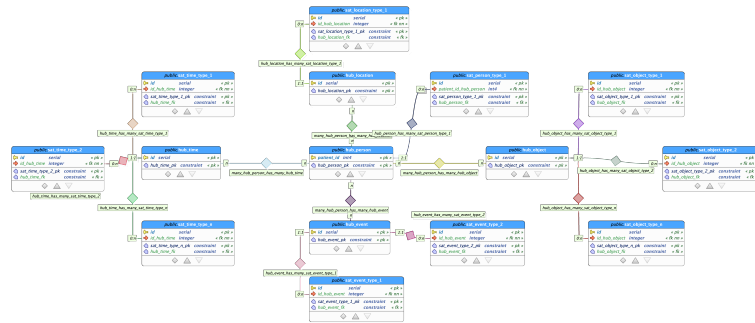 public.sat_location_type_1
id serial « pk »
id_hub_location integer « fk nn »
sat_location_type_1_pk constraint « pk »
hub_location_fk constraint « fk »
hub_location_has_many_sat_location_type_1
public.sat_time_type_1
id serial « pk »
id_hub_time integer « fk nn »
sat_time_type_1_pk constraint « pk »
hub_time_fk constraint « fk »
public.hub_location
id serial « pk »
hub_location_pk constraint « pk »
public.sat_person_type_1
id serial « pk »
hub_person_fk constraint « fk »
public.sat_object_type_1
id serial « pk »
id_hub_object integer « fk nn »
sat_object_type_1_pk constraint « pk »
hub_object_fk constraint « fk »
hub_time_has_many_sat_time_type_1
hub_person_has_many_sat_person_type_1
hub_object_has_many_sat_object_type_1
public.sat_time_type_2
id serial « pk »
id_hub_time integer « fk nn »
sat_time_type_2_pk constraint « pk »
hub_time_fk constraint « fk »
hub_time_has_many_sat_time_type_2
public.hub_time
id serial « pk »
hub_time_pk constraint « pk »
many_hub_person_has_many_hub_time
public.hub_person
hub_person_pk constraint « pk »
many_hub_person_has_many_hub_object
public.hub_object
id serial « pk »
hub_object_pk constraint « pk »
hub_object_has_many_sat_object_type_2
public.sat_object_type_2
id serial « pk »
id_hub_object integer « fk nn »
sat_object_type_2_pk constraint « pk »
hub_object_fk constraint « fk »
hub_time_has_many_sat_time_type_n
many_hub_person_has_many_hub_event
hub_event_has_many_sat_event_type_2
hub_object_has_many_sat_object_type_n
public.sat_time_type_n
id serial « pk »
id_hub_time integer « fk nn »
sat_time_type_n_pk constraint « pk »
hub_time_fk constraint « fk »
public.hub_event
id serial « pk »
hub_event_pk constraint « pk »
public.sat_event_type_2
id serial « pk »
id_hub_event integer « fk nn »
sat_event_type_2_pk constraint « pk »
hub_event_fk constraint « fk »
public.sat_object_type_n
id serial « pk »
id_hub_object integer « fk nn »
sat_object_type_n_pk constraint « pk »
hub_object_fk constraint « fk »
hub_event_has_many_sat_event_type_1
public.sat_event_type_1
id serial « pk »
id_hub_event integer « fk nn »
sat_event_type_1_pk constraint « pk »
hub_event_fk constraint « fk »